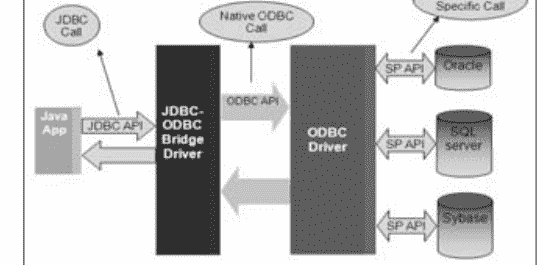 JDBC
Call
Native ODBC
Call
Specific Call
Java
App
JDBC API
JDBC-
ODBC
Bridge
Driver
ODBC API
ODBC
Driver
SP API
Oracle
SP API
SQL
server
SP API
Sybase